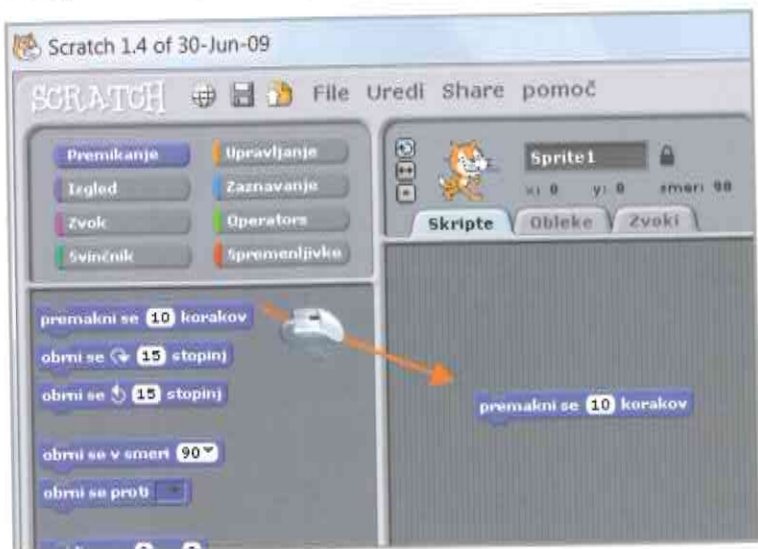 Scratch 1.4 of 30-Jun-09
SCRATCH File Uredi Share pomoč
Premikanje Upravljanje
Izgled Zaznavanje
Zvok Operators
Svinčnik Spremenljivke
Sprite1
x: 0 y: 0 smeri 90
Skripte Obleke Zvoki
premakni se 10 korakov
obrni se 15 stopinj
obrni se 15 stopinj
obrni se v smeri 90
obrni se proti
premakni se 10 korakov